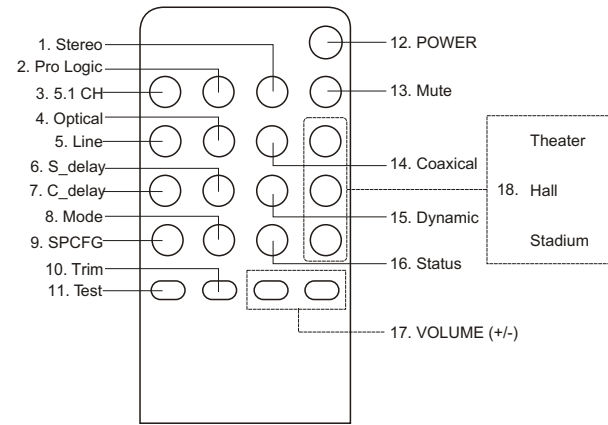 1. Stereo
2. Pro Logic
3. 5.1 CH
4. Optical
5. Line
6. S_delay
7. C_delay
8. Mode
9. SPCFG
10. Trim
11. Test
12. POWER
13. Mute
14. Coaxical
15. Dynamic
16. Status
17. VOLUME (+/-)
Theater
18. Hall
Stadium